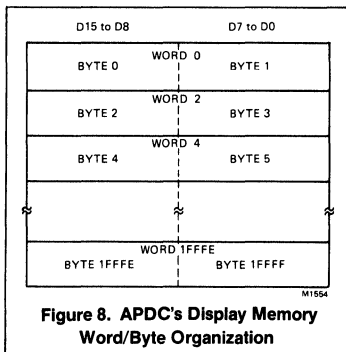 D15 to D8 D7 to D0
WORD 0
BYTE 0 BYTE 1
WORD 2
BYTE 2 BYTE 3
WORD 4
BYTE 4 BYTE 5
WORD 1FFFE
BYTE 1FFFE BYTE 1FFFF
M1554
Figure 8. APDC's Display Memory
Word/Byte Organization